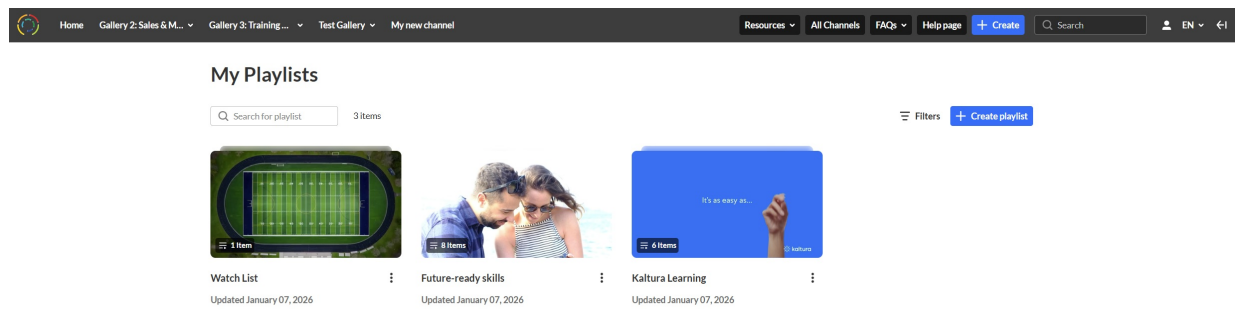 Home Gallery 2: Sales & M... Gallery 3: Training ... Test Gallery My new channel Resources All Channels FAQs Help page + Create Search EN
My Playlists
Search for playlist 3 items Filters + Create playlist
It's as easy as...
1 Item 8 Items 6 Items
kaltura
Watch List Future-ready skills Kaltura Learning
Updated January 07, 2026 Updated January 07, 2026 Updated January 07, 2026